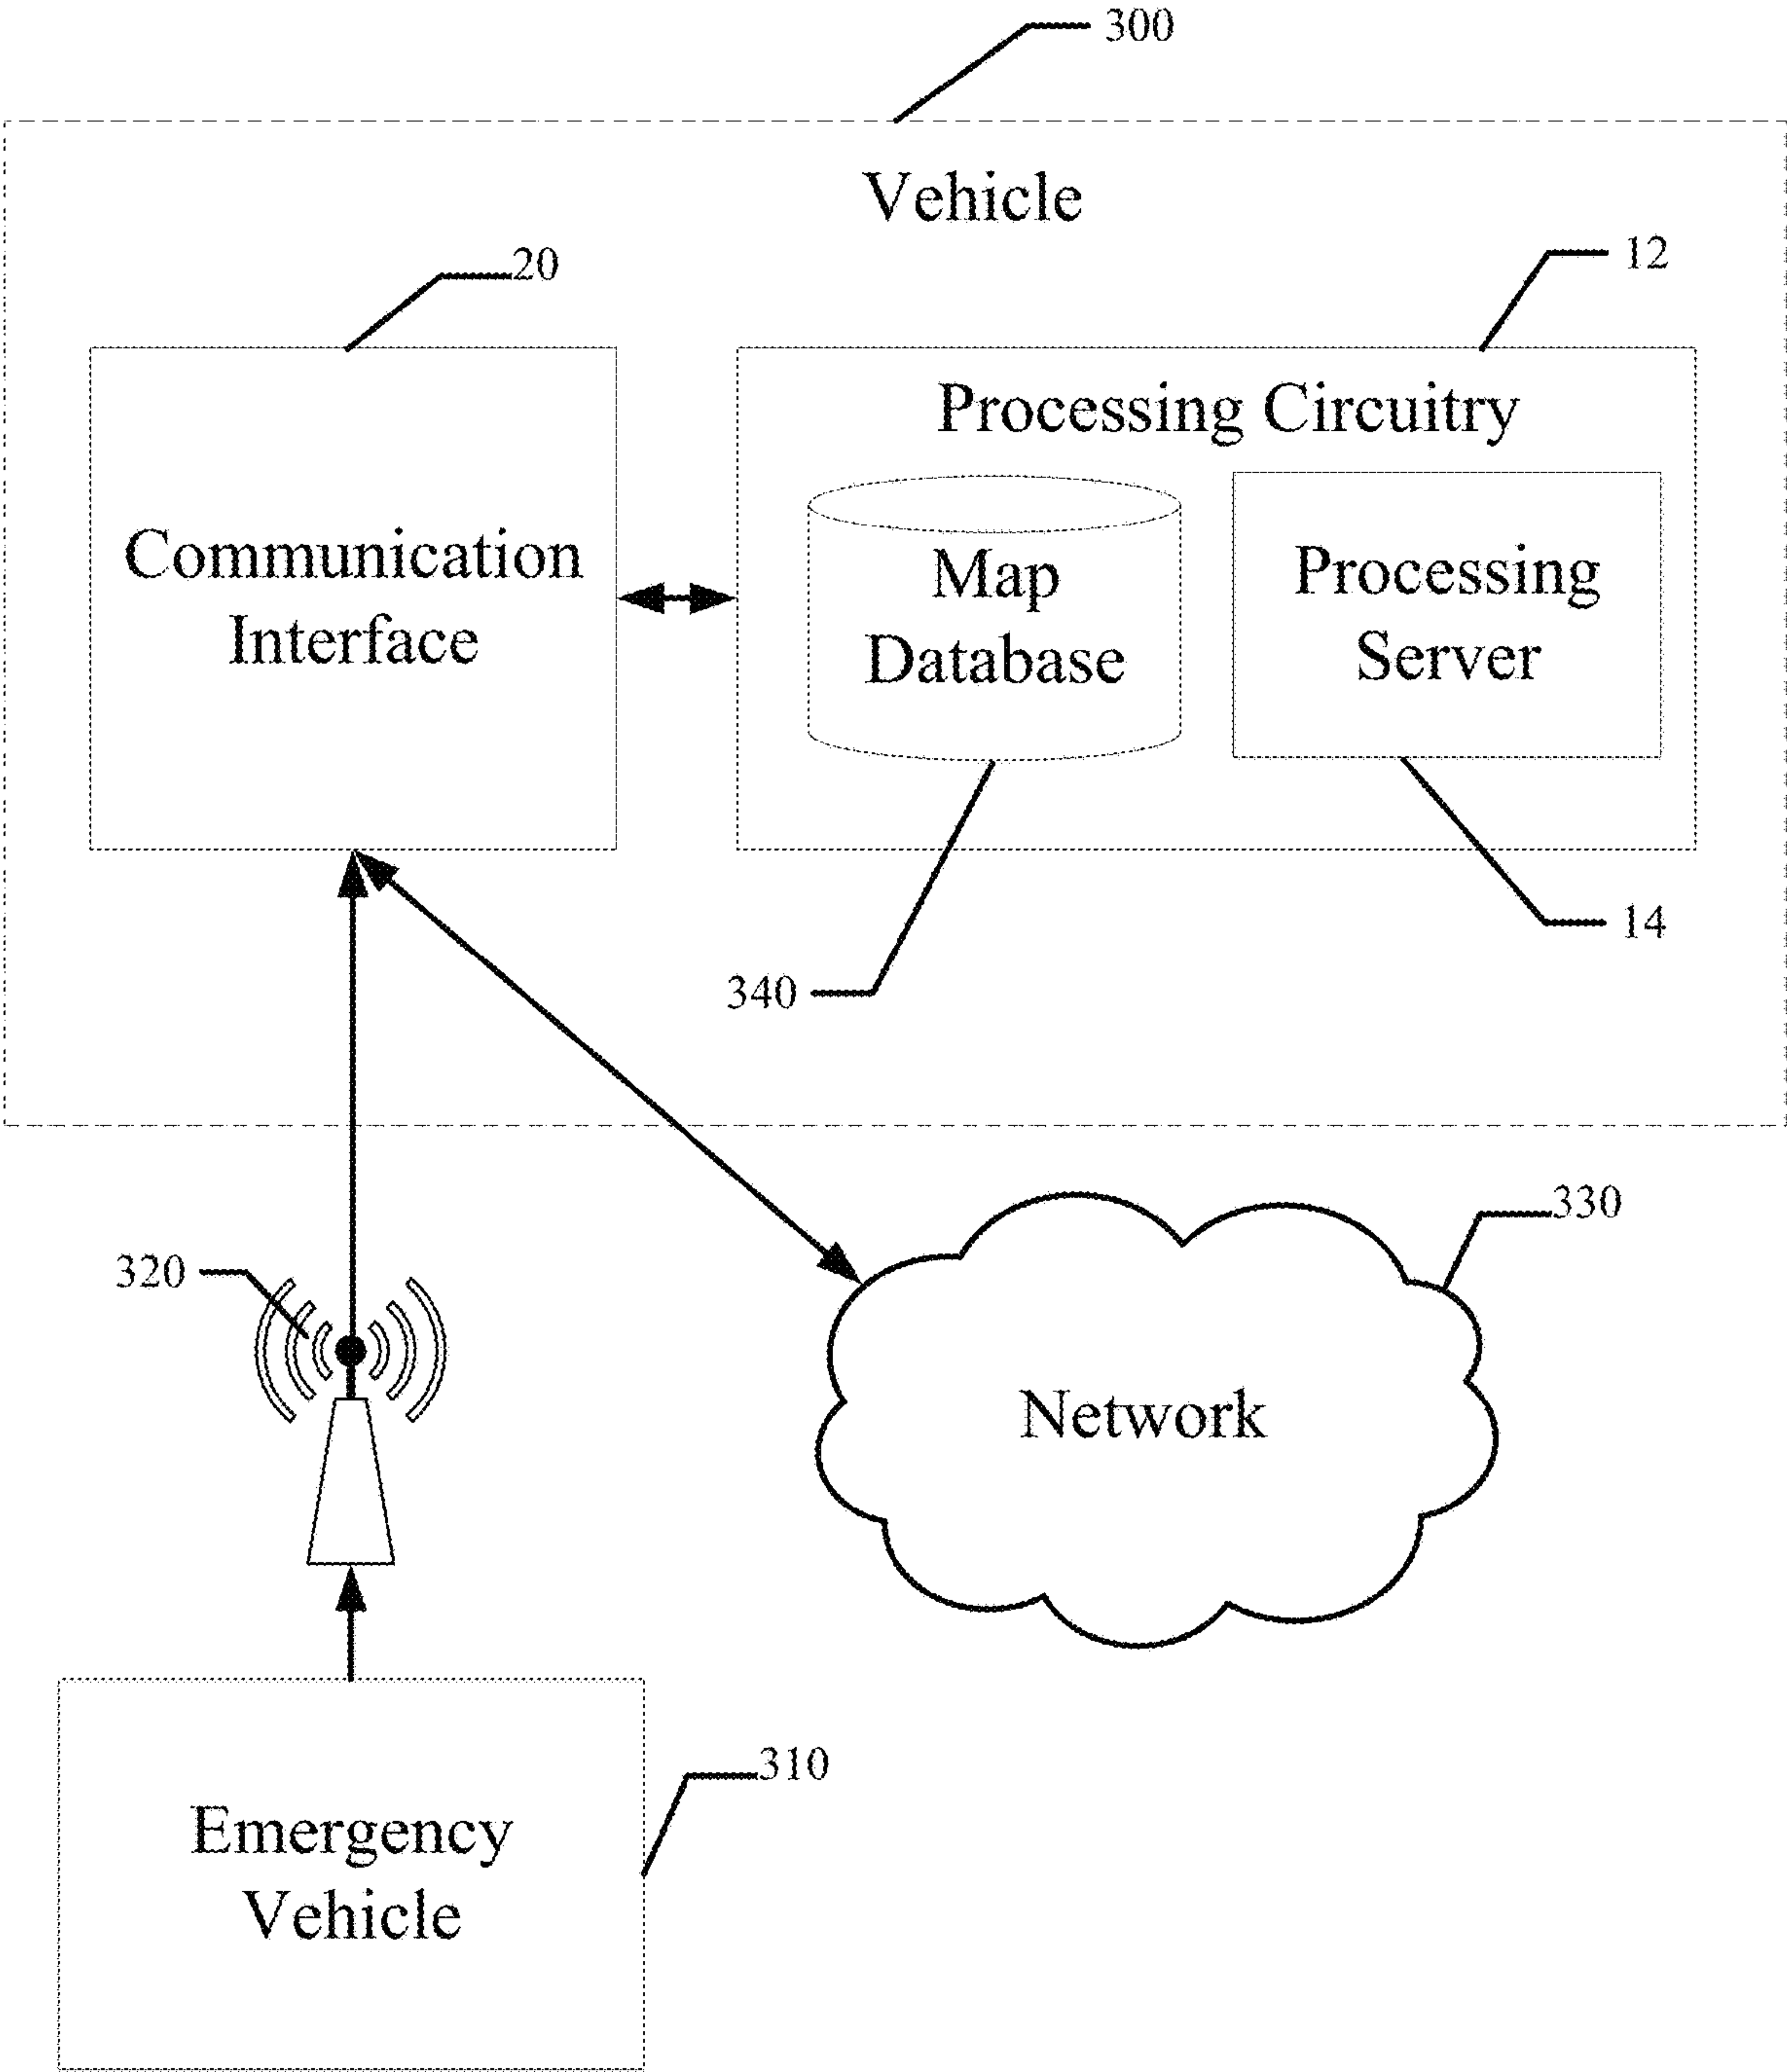 300
Vehicle
20
12
Communication
Interface
Processing Circuitry
Map
Database
Processing
Server
14
340
330
320
Network
310
Emergency
Vehicle